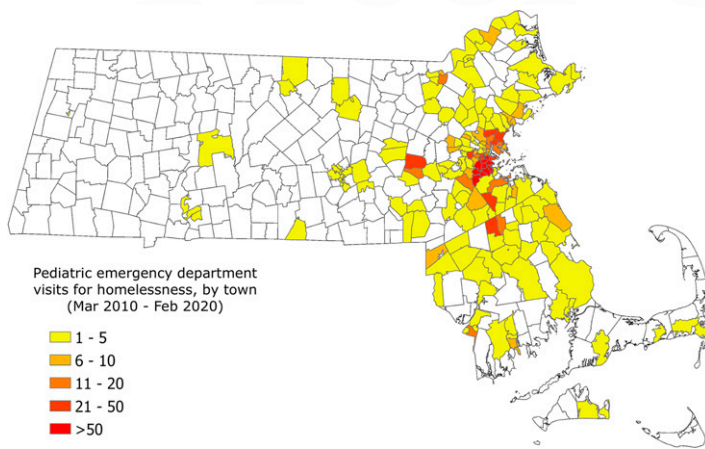 Pediatric emergency department
visits for homelessness, by town
(Mar 2010 - Feb 2020)
1 - 5
6 - 10
11 - 20
21 - 50
>50